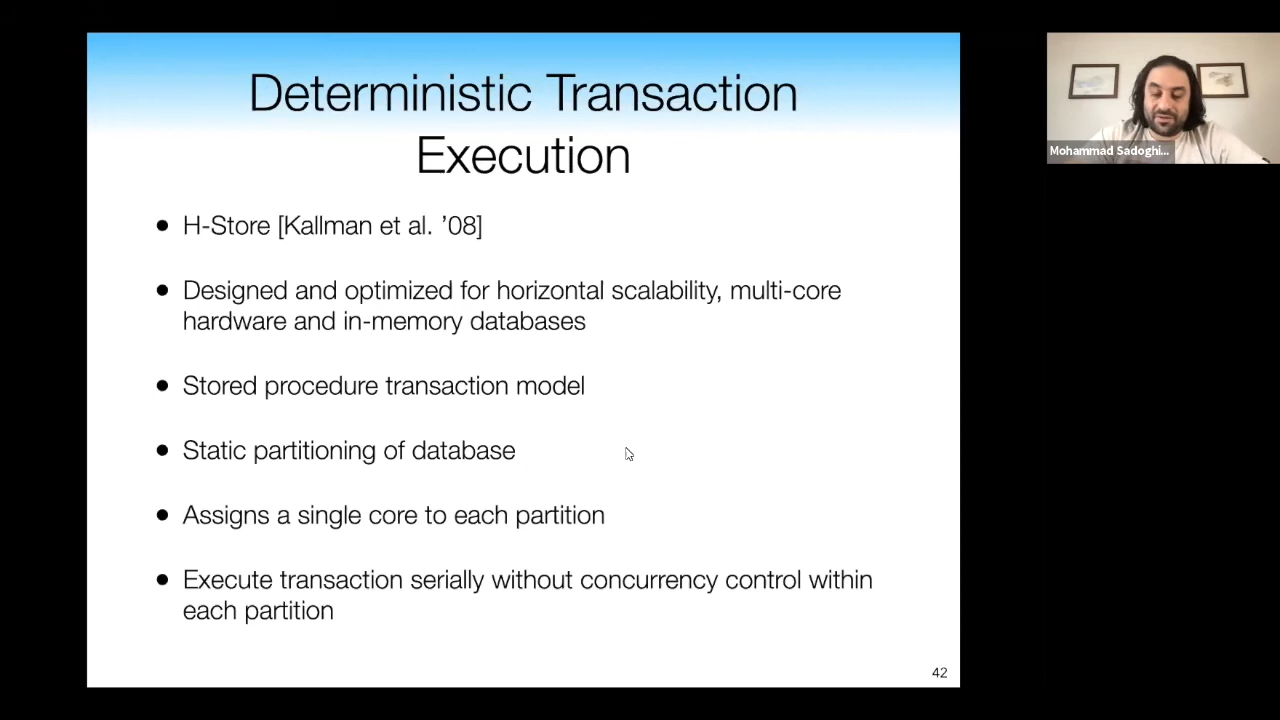 Deterministic Transaction
Execution
● H-Store [Kallman et al. ’08]
● Designed and optimized for horizontal scalability, multi-core
hardware and in-memory databases
● Stored procedure transaction model
● Static partitioning of database
● Assigns a single core to each partition
● Execute transaction serially without concurrency control within
each partition
42
Mohammad Sadoghi...